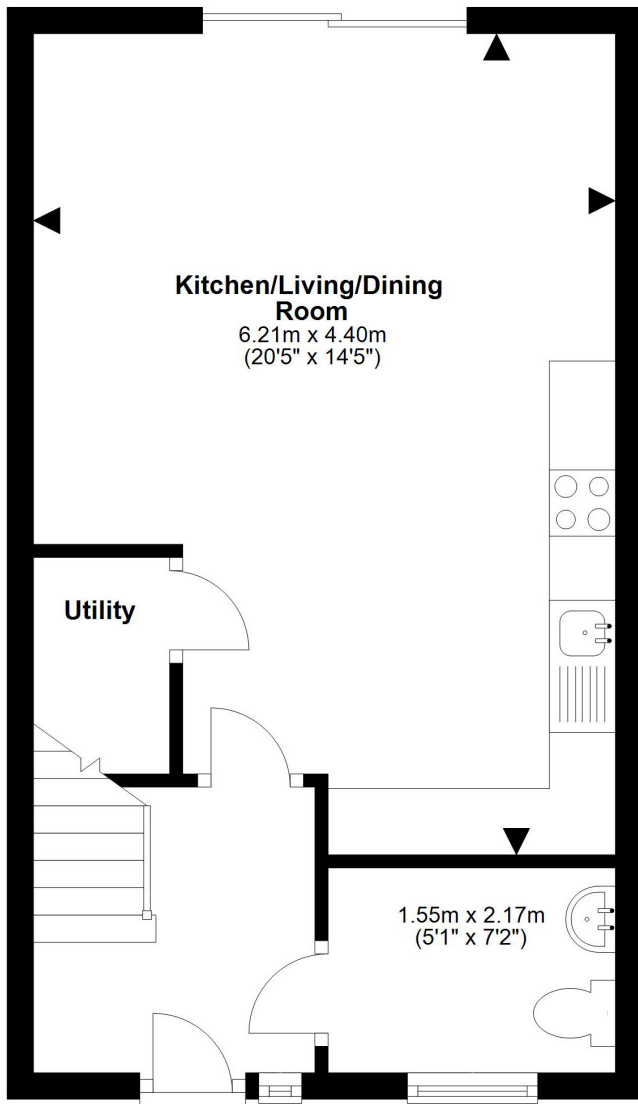 Kitchen/Living/Dining
Room
6.21m x 4.40m
(20'5" x 14'5")
Utility
1.55m x 2.17m
(5'1" x 7'2")